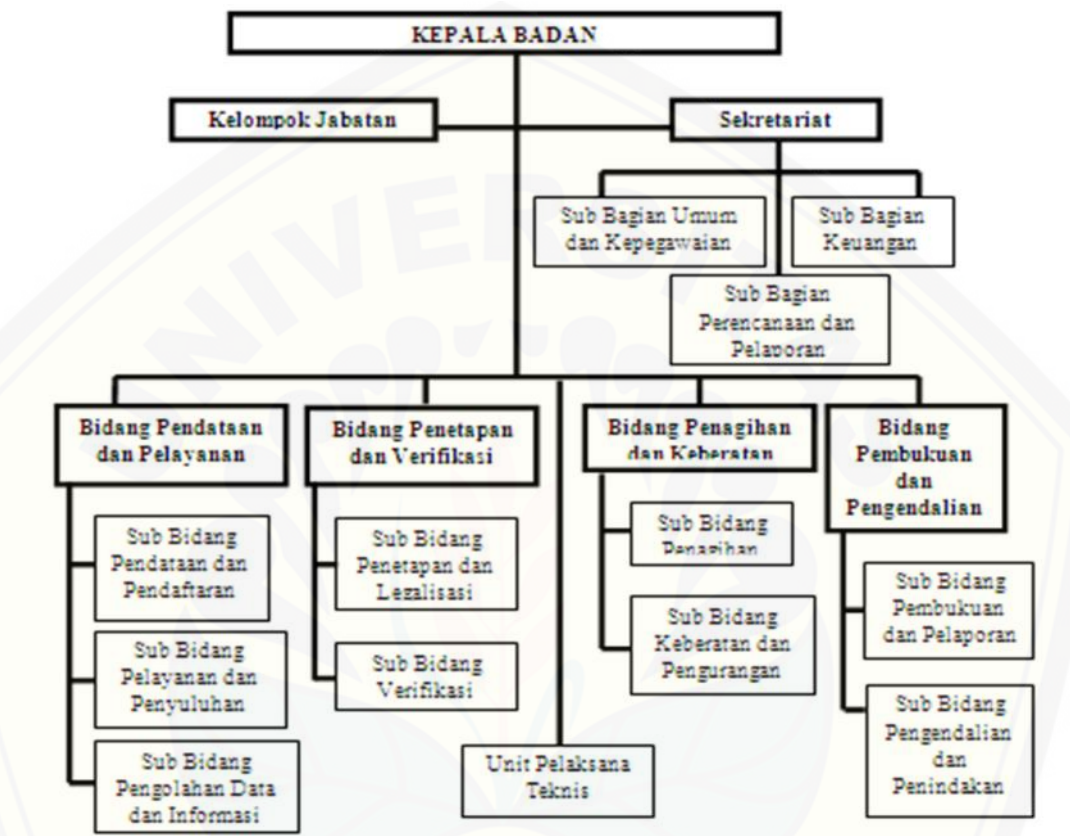 KEPALA BADAN
Kelompok Jabatan
Sekretariat
Sub Bagian Umum
dan Kepegawaian
Sub Bagian
Keuangan
Sub Bagian
Perencanaan dan
Pelaporan
Bidang Pendataan
dan Pelayanan
Bidang Penetapan
dan Verifikasi
Bidang Penagihan
dan Keberatan
Bidang
Pembukuan
dan
Pengendalian
Sub Bidang
Pendataan dan
Pendaftaran
Sub Bidang
Pelayanan dan
Penyuluhan
Sub Bidang
Pengolahan Data
dan Informasi
Sub Bidang
Penetapan dan
Legalisasi
Sub Bidang
Verifikasi
Unit Pelaksana
Teknis
Sub Bidang
Penagihan
Sub Bidang
Keberatan dan
Pengurangan
Sub Bidang
Pembukuan
dan Pelaporan
Sub Bidang
Pengendalian
dan
Penindakan
UNIVERSITAS